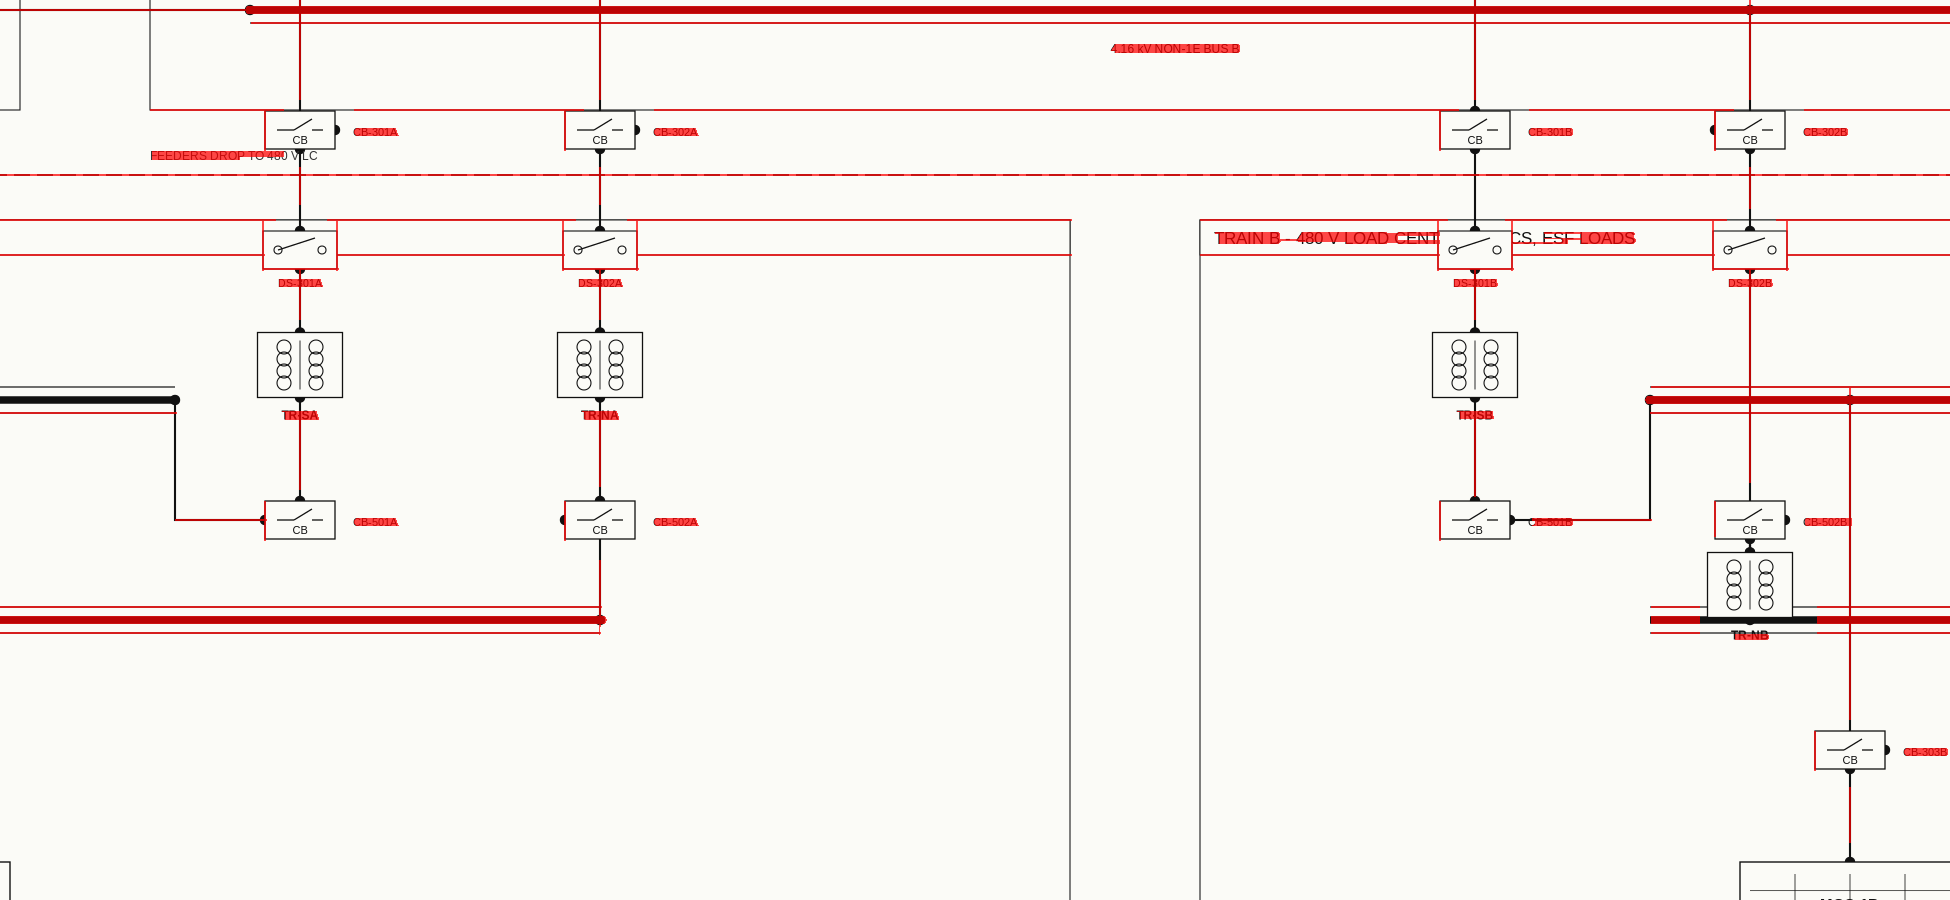 4.16 kV NON-1E BUS B
CB
CB-301A
CB
CB-302A
CB
CB-301B
CB
CB-302B
FEEDERS DROP TO 480 V LC
TRAIN B - 480 V LOAD CENT CS, ESF LOADS
DS-301A
DS-302A
DS-301B
DS-302B
TR-SA
TR-NA
TR-SB
CB
CB-501A
CB
CB-502A
CB
CB-501B
CB
CB-502B
TR-NB
CB
CB-303B